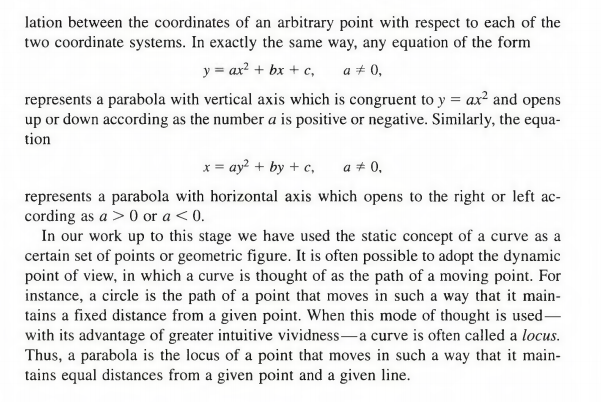 lation between the coordinates of an arbitrary point with respect to each of the
two coordinate systems. In exactly the same way, any equation of the form
y = ax² + bx + c, a ≠ 0,
represents a parabola with vertical axis which is congruent to y = ax² and opens
up or down according as the number a is positive or negative. Similarly, the equa-
tion
x = ay² + by + c, a ≠ 0,
represents a parabola with horizontal axis which opens to the right or left ac-
cording as a > 0 or a < 0.
In our work up to this stage we have used the static concept of a curve as a
certain set of points or geometric figure. It is often possible to adopt the dynamic
point of view, in which a curve is thought of as the path of a moving point. For
instance, a circle is the path of a point that moves in such a way that it main-
tains a fixed distance from a given point. When this mode of thought is used—
with its advantage of greater intuitive vividness—a curve is often called a locus.
Thus, a parabola is the locus of a point that moves in such a way that it main-
tains equal distances from a given point and a given line.